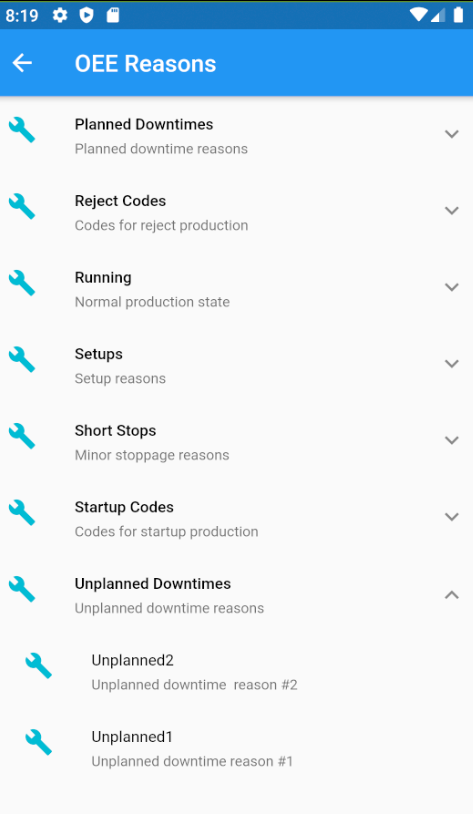 8:19
OEE Reasons
Planned Downtimes
Planned downtime reasons
Reject Codes
Codes for reject production
Running
Normal production state
Setups
Setup reasons
Short Stops
Minor stoppage reasons
Startup Codes
Codes for startup production
Unplanned Downtimes
Unplanned downtime reasons
Unplanned2
Unplanned downtime  reason #2
Unplanned1
Unplanned downtime reason #1